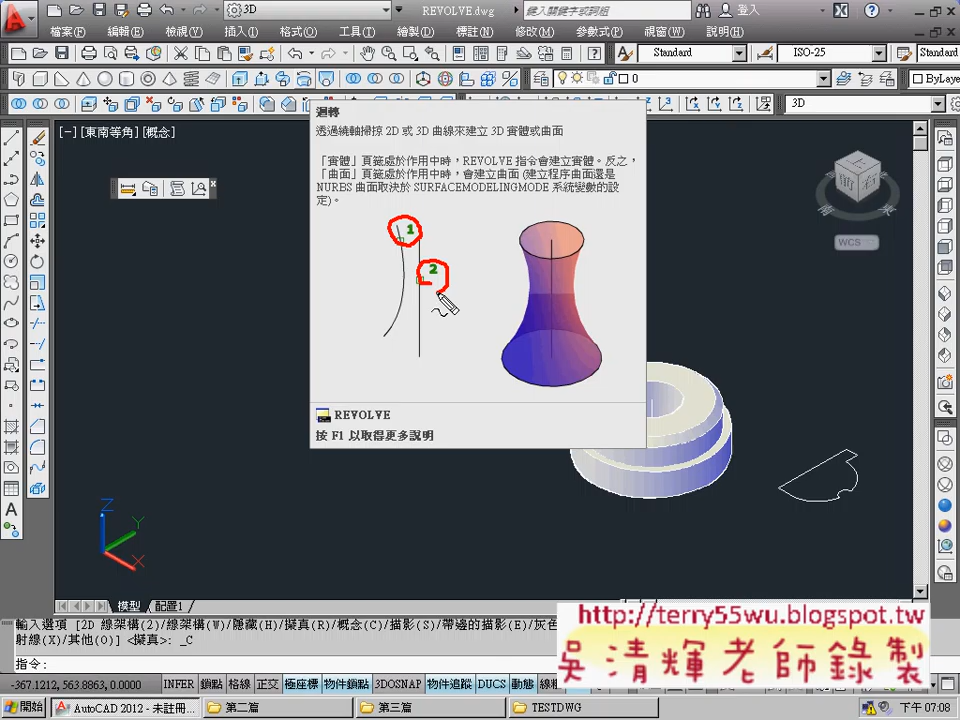 3D
REVOLVE.dwg
鍵入關鍵字或詞組
登入
檔案(F)
編輯(E)
檢視(V)
插入(I)
格式(O)
工具(T)
繪製(D)
標註(N)
修改(M)
參數式(P)
視窗(W)
說明(H)
Standard
ISO-25
Standard
0
ByLaye
3D
[-] [東南等角] [概念]
迴轉
透過繞軸掃掠 2D 或 3D 曲線來建立 3D 實體或曲面
「實體」頁籤處於作用中時，REVOLVE 指令會建立實體。反之，
「曲面」頁籤處於作用中時，會建立曲面 (建立程序曲面還是
NURBS 曲面取決於 SURFACEMODELINGMODE 系統變數的設
定)。
1
2
REVOLVE
按 F1 以取得更多說明
上
前
右
南
東
WCS
Z
Y
X
模型
配置1
輸入選項 [2D 線架構(2)/線架構(W)/隱藏(H)/擬真(R)/概念(C)/描影(S)/帶邊的描影(E)/灰色
射線(X)/其他(O)] <擬真>: _C
指令:
http://terry55wu.blogspot.tw
吳清輝老師錄製
-367.1212, 563.8863, 0.0000
INFER
鎖點
格線
正交
極座標
物件鎖點
3DOSNAP
物件追蹤
DUCS
動態
線粗
開始
AutoCAD 2012 - 未註冊...
第二篇
第三篇
TESTDWG
下午 07:08